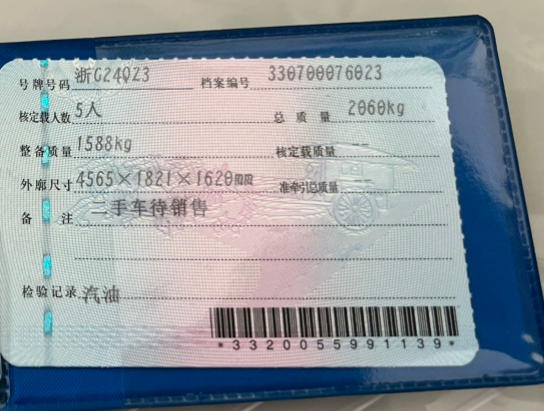 号牌号码 浙G24QZ3 档案编号 330700076023
核定载人数 5人 总质量 2060kg
整备质量 1588kg 核定载质量 --
外廓尺寸 4565×1821×1620mm 准牵引总质量 --
备注 二手车待销售
检验记录 汽油
*3320055991139*